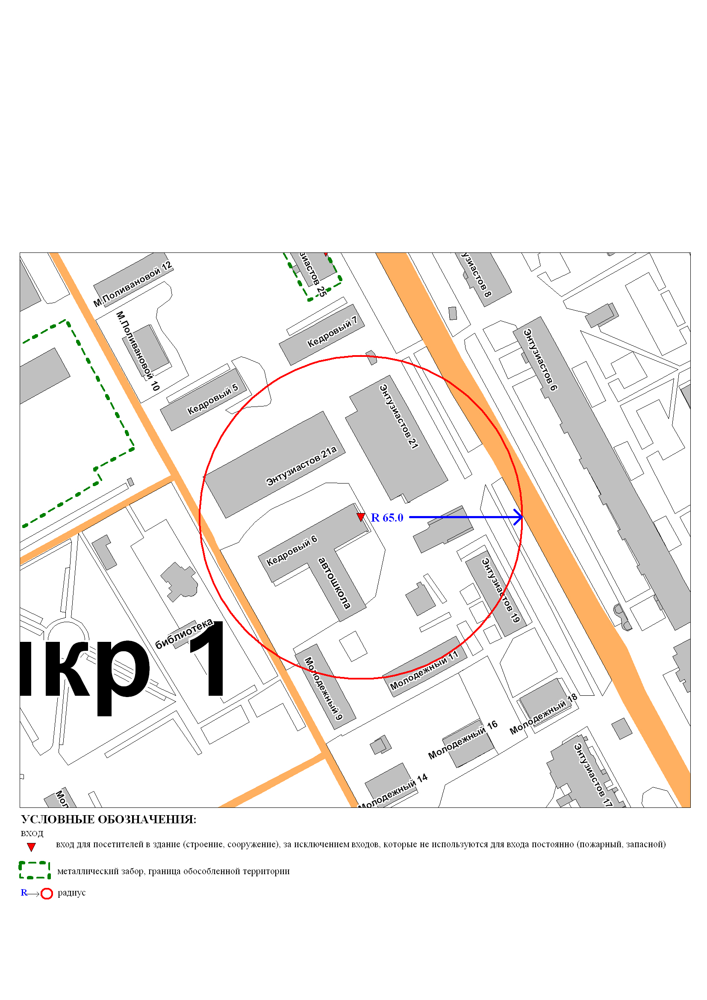 М.Поливановой 12
зиастов 25
узиастов 8
М.Поливановой 10
Кедровый 7
Энтузиастов 6
Кедровый 5
Энтузиастов 21
Энтузиастов 21а
R 65.0
Кедровый 6
автошкола
Энтузиастов 19
библиотека
мкр 1
Молодежный 9
Молодежный 11
Молодежный 18
Молодежный 16
Энтузиастов 17
Молодежный 14
Мол
УСЛОВНЫЕ ОБОЗНАЧЕНИЯ:
ВХОД
вход для посетителей в здание (строение, сооружение), за исключением входов, которые не используются для входа постоянно (пожарный, запасной)
металлический забор, граница обособленной территории
R
радиус